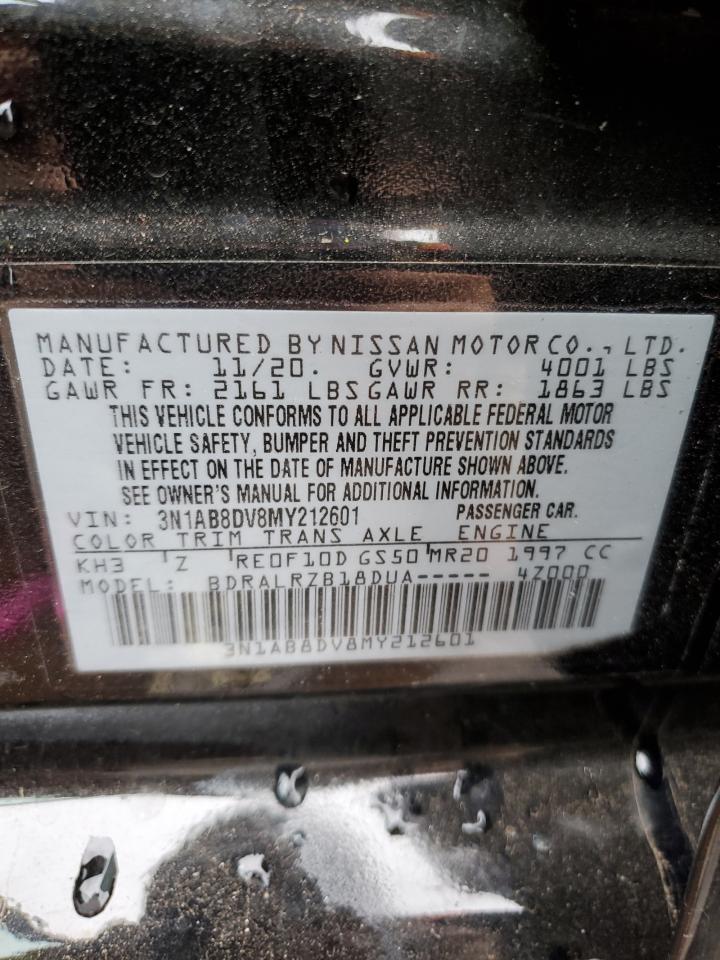 MANUFACTURED BY NISSAN MOTOR CO., LTD.
DATE: 11/20. GVWR: 4001 LBS
GAWR FR: 2161 LBS GAWR RR: 1863 LBS
THIS VEHICLE CONFORMS TO ALL APPLICABLE FEDERAL MOTOR
VEHICLE SAFETY, BUMPER AND THEFT PREVENTION STANDARDS
IN EFFECT ON THE DATE OF MANUFACTURE SHOWN ABOVE.
SEE OWNER'S MANUAL FOR ADDITIONAL INFORMATION.
VIN: 3N1AB8DV8MY212601 PASSENGER CAR.
COLOR TRIM TRANS AXLE ENGINE
KH3 Z RE0F10D GS50 MR20 1997 CC
MODEL: BDRALRZB18DUA----- 4Z000
3N1AB8DV8MY212601